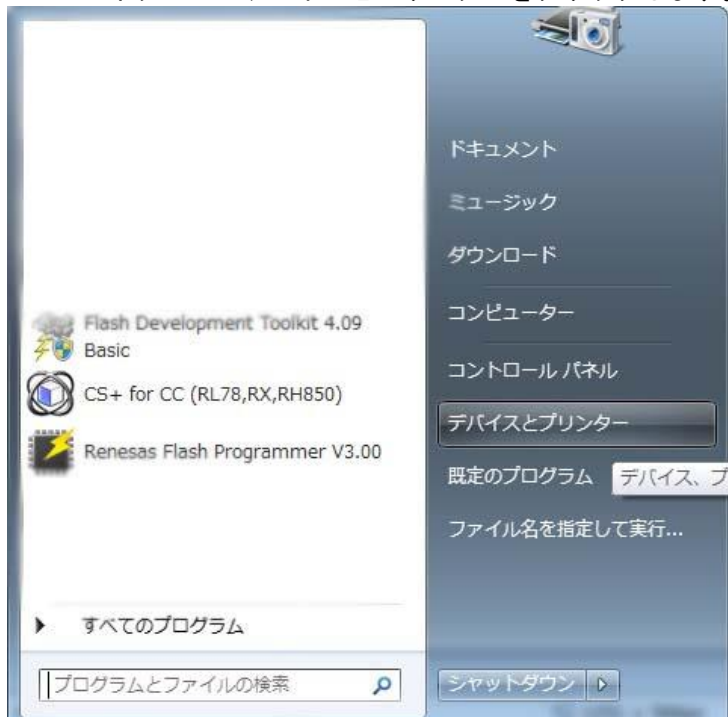 Flash Development Toolkit 4.09
Basic
CS+ for CC (RL78,RX,RH850)
Renesas Flash Programmer V3.00
すべてのプログラム
プログラムとファイルの検索
ドキュメント
ミュージック
ダウンロード
コンピューター
コントロール パネル
デバイスとプリンター
既定のプログラム
デバイス、プ
ファイル名を指定して実行...
シャットダウン